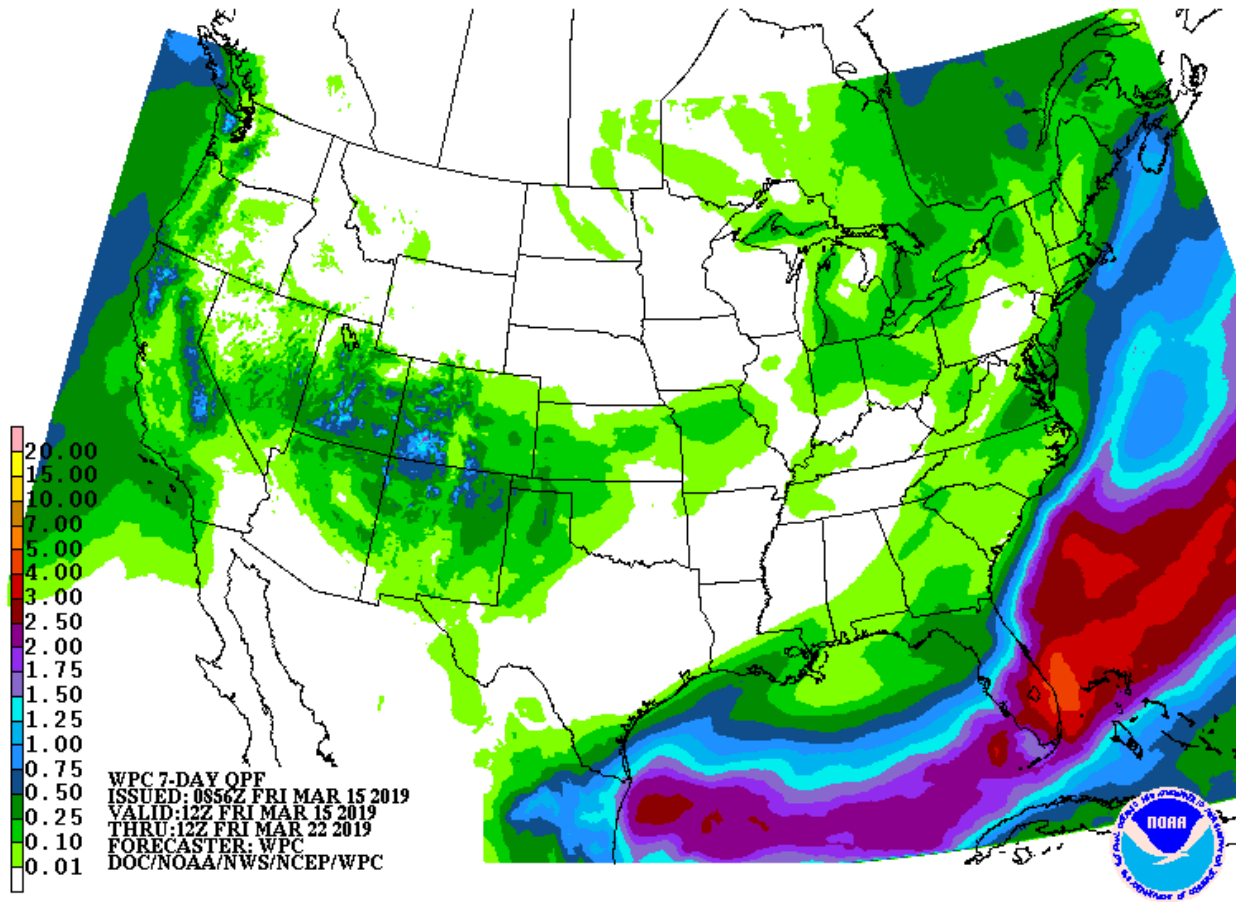 20.00
15.00
10.00
7.00
5.00
4.00
3.00
2.50
2.00
1.75
1.50
1.25
1.00
0.75
0.50
0.25
0.10
0.01
WPC 7-DAY QPF
ISSUED: 0856Z FRI MAR 15 2019
VALID:12Z FRI MAR 15 2019
THRU:12Z FRI MAR 22 2019
FORECASTER: WPC
DOC/NOAA/NWS/NCEP/WPC
NOAA